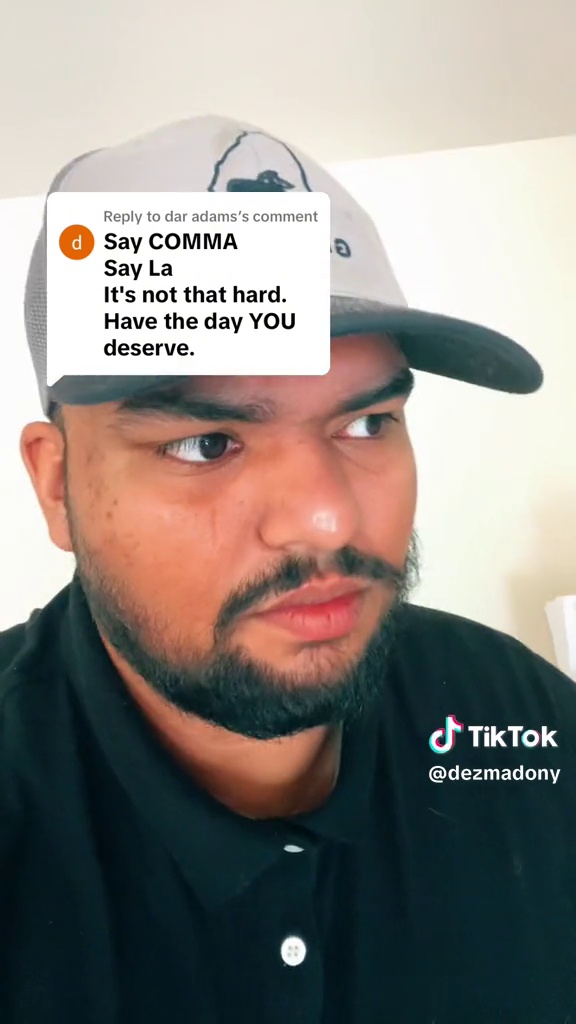 Reply to dar adams's comment
d
Say COMMA
Say La
It's not that hard.
Have the day YOU
deserve.
TikTok
@dezmadony